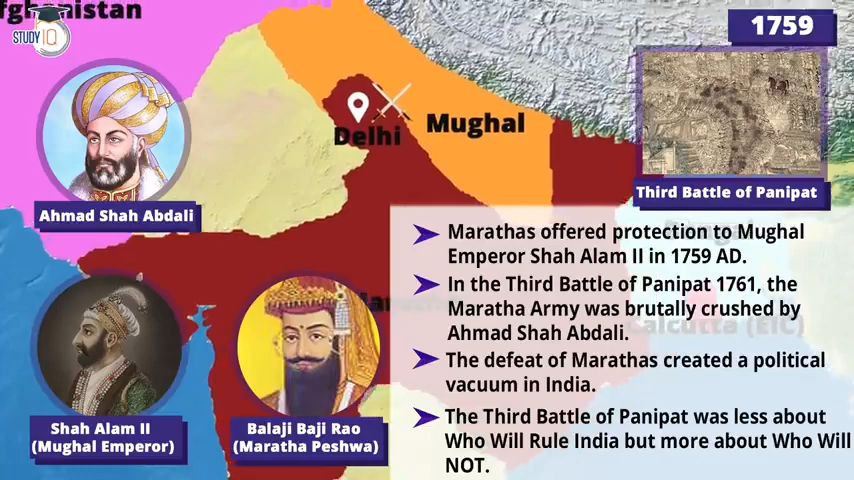 fghanistan
STUDY IQ
1759
Delhi
Mughal
Third Battle of Panipat
Ahmad Shah Abdali
Marathas offered protection to Mughal
Emperor Shah Alam II in 1759 AD.
In the Third Battle of Panipat 1761, the
Maratha Army was brutally crushed by
Ahmad Shah Abdali.
Calcutta (EIC)
The defeat of Marathas created a political
vacuum in India.
The Third Battle of Panipat was less about
Who Will Rule India but more about Who Will
NOT.
Shah Alam II
(Mughal Emperor)
Balaji Baji Rao
(Maratha Peshwa)